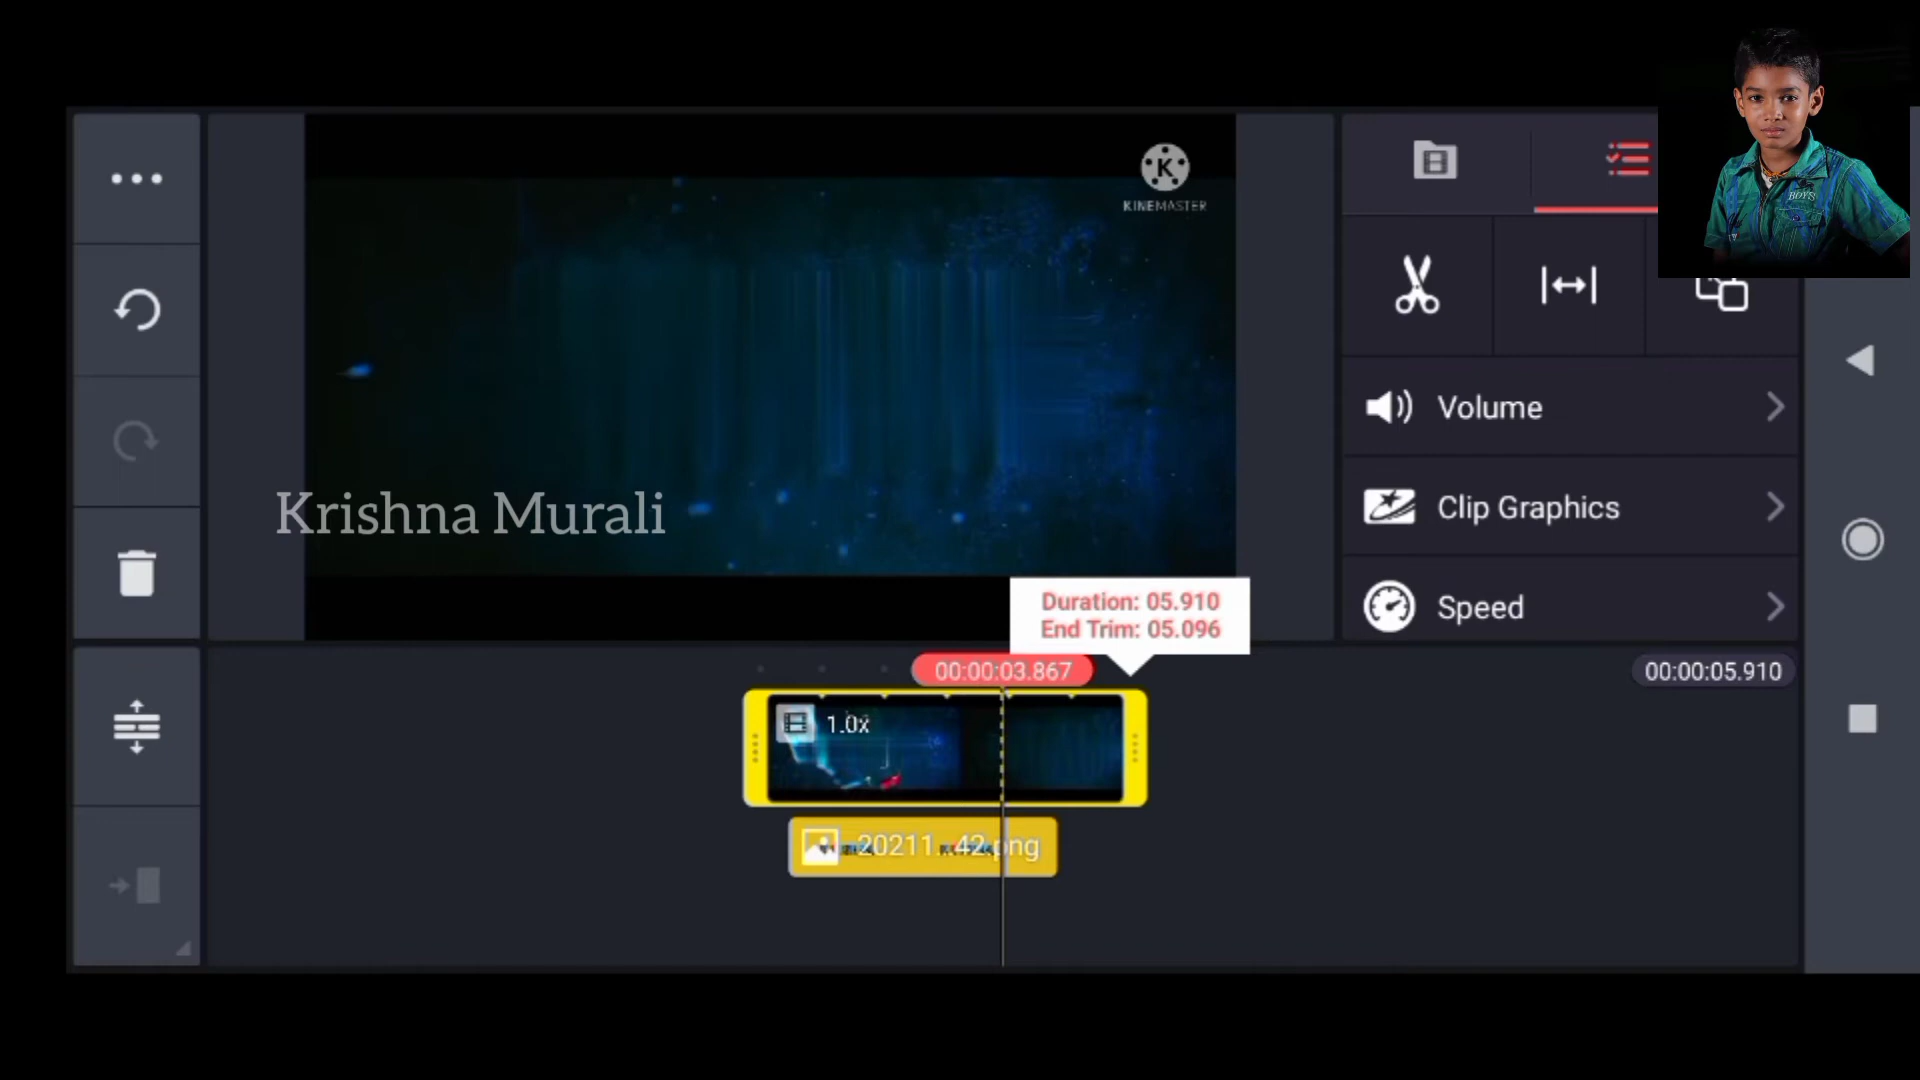 KINEMASTER
BOYS
Volume
Krishna Murali
Clip Graphics
Duration: 05.910
End Trim: 05.096
Speed
00:00:03.867
00:00:05.910
1.0x
20211...42.png